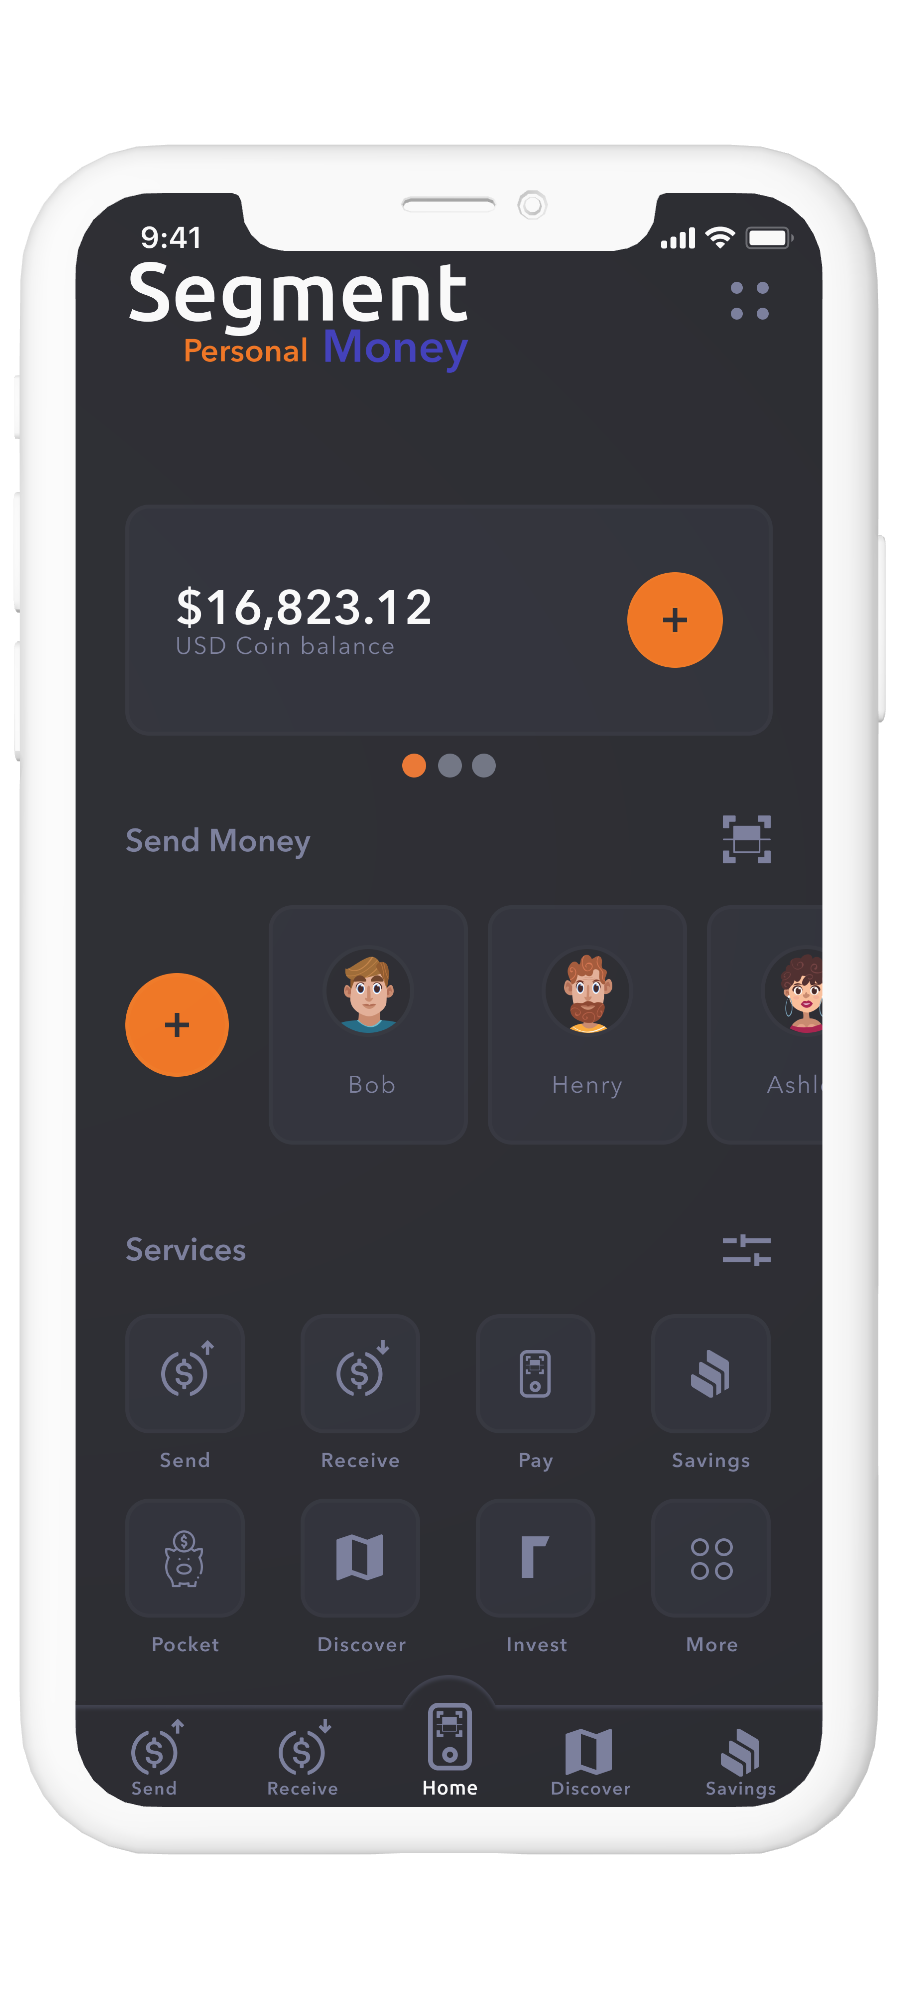 9:41
Segment
Personal Money
$16,823.12
USD Coin balance
Send Money
Bob
Henry
Services
Send
Receive
Pay
Savings
Pocket
Discover
Invest
More
Send
Receive
Home
Discover
Savings